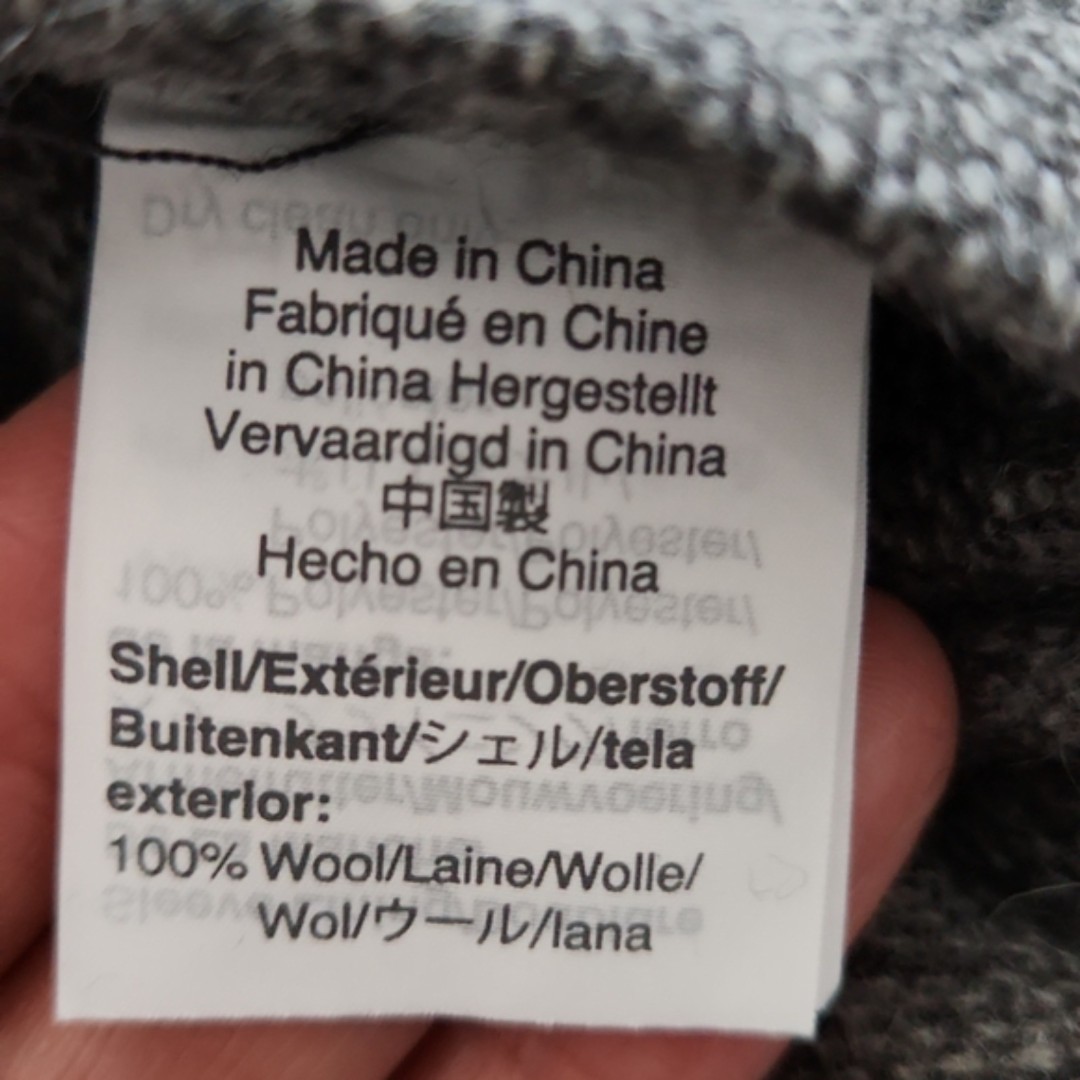 Made in China
Fabriqué en Chine
in China Hergestellt
Vervaardigd in China
中国製
Hecho en China
Shell/Extérieur/Oberstoff/
Buitenkant/シェル/tela
exterior:
100% Wool/Laine/Wolle/
Wol/ウール/lana